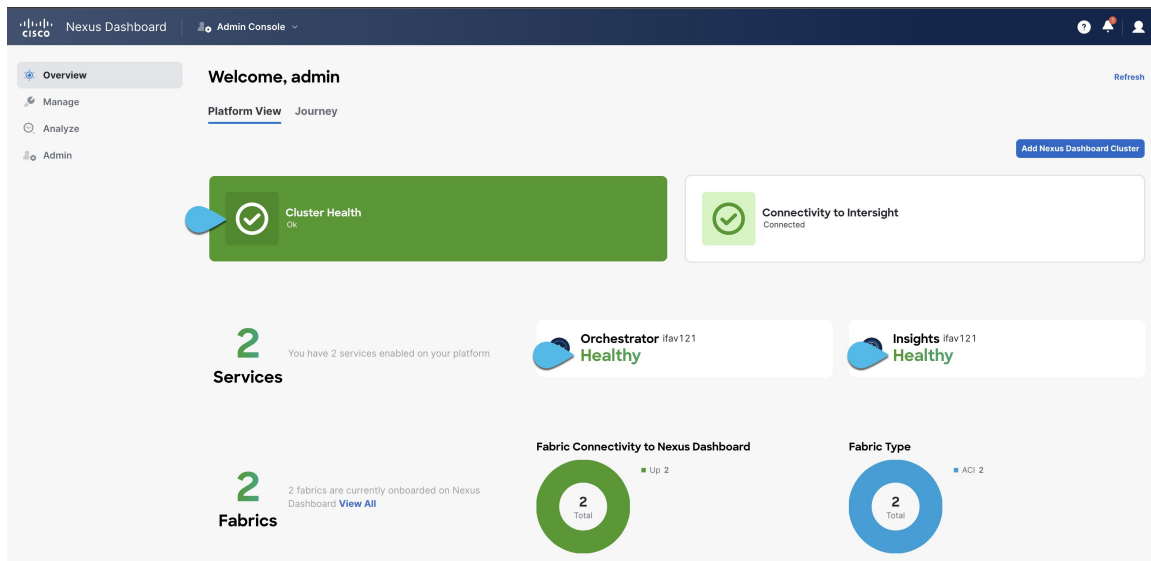 CISCO
Nexus Dashboard
Admin Console
Overview
Manage
Analyze
Admin
Welcome, admin
Refresh
Platform View
Journey
Add Nexus Dashboard Cluster
Cluster Health
Ok
Connectivity to Intersight
Connected
2
Services
You have 2 services enabled on your platform
Orchestrator ifav121
Healthy
Insights ifav121
Healthy
2
Fabrics
2 fabrics are currently onboarded on Nexus
Dashboard View All
Fabric Connectivity to Nexus Dashboard
Up 2
2
Total
Fabric Type
ACI 2
2
Total